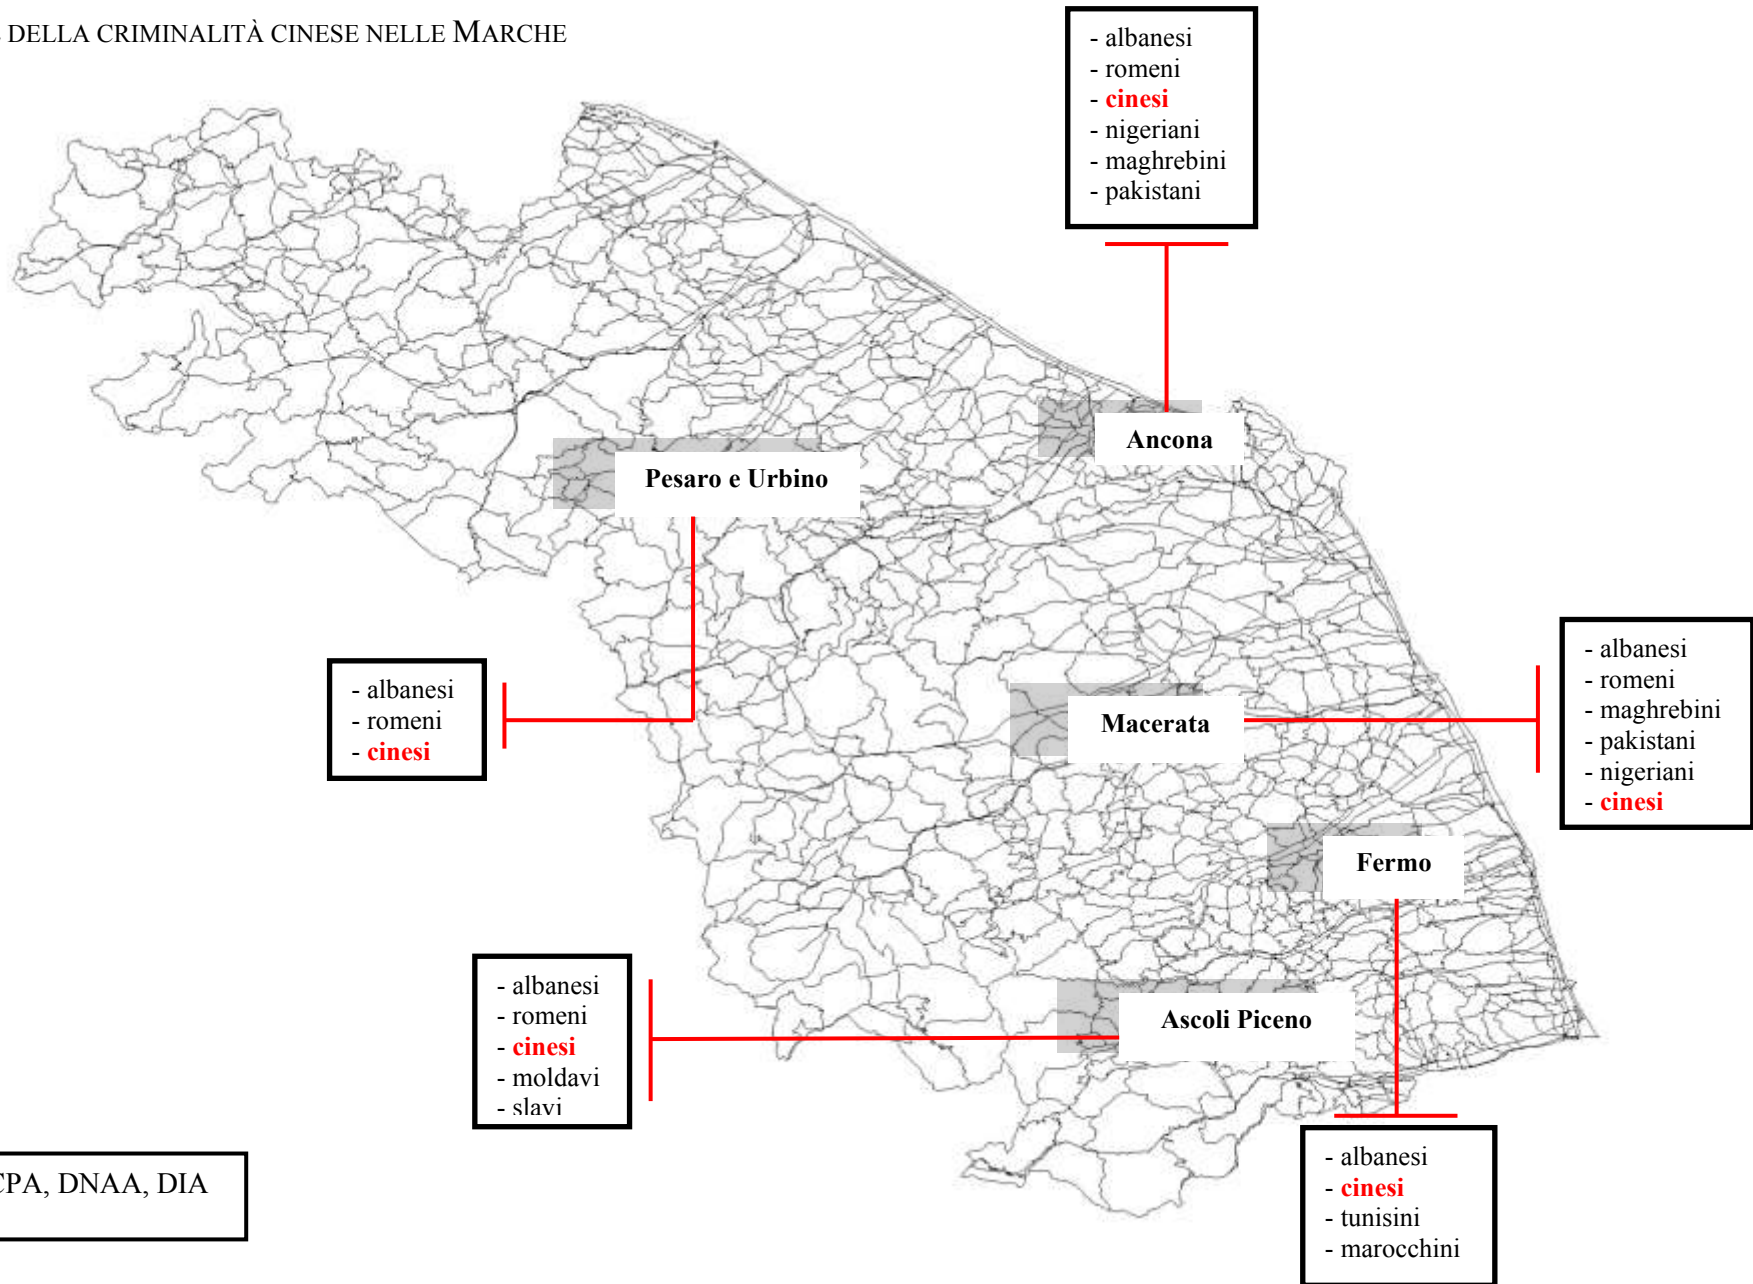 DELLA CRIMINALITÀ CINESE NELLE MARCHE
- albanesi
- romeni
- cinesi
- nigeriani
- maghrebini
- pakistani
Ancona
Pesaro e Urbino
- albanesi
- romeni
- cinesi
Macerata
- albanesi
- romeni
- maghrebini
- pakistani
- nigeriani
- cinesi
Fermo
- albanesi
- romeni
- cinesi
- moldavi
- slavi
Ascoli Piceno
- albanesi
- cinesi
- tunisini
- marocchini
CPA, DNAA, DIA